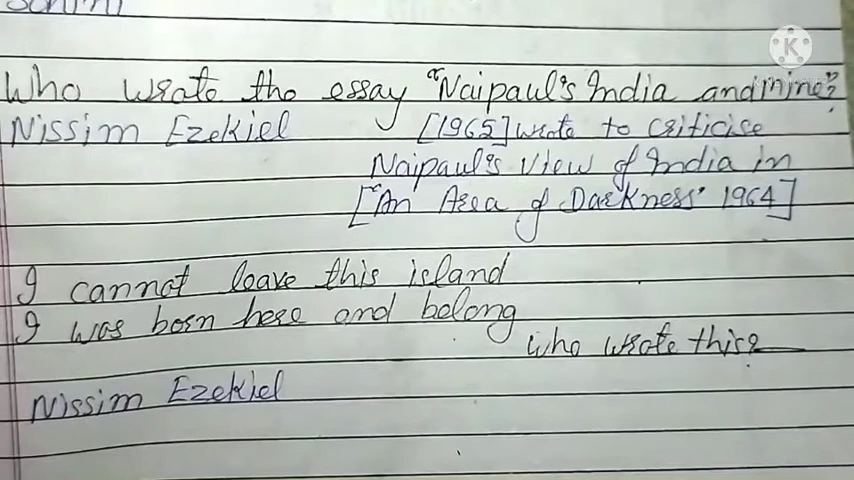 Who wrote the essay "Naipaul's India and mine"?
Nissim Ezekiel [1965] wrote to criticise
Naipaul's view of India in
["An Area of Darkness" 1964]
I cannot leave this island
I was born here and belong
who wrote this?
Nissim Ezekiel
K
KINEMASTER